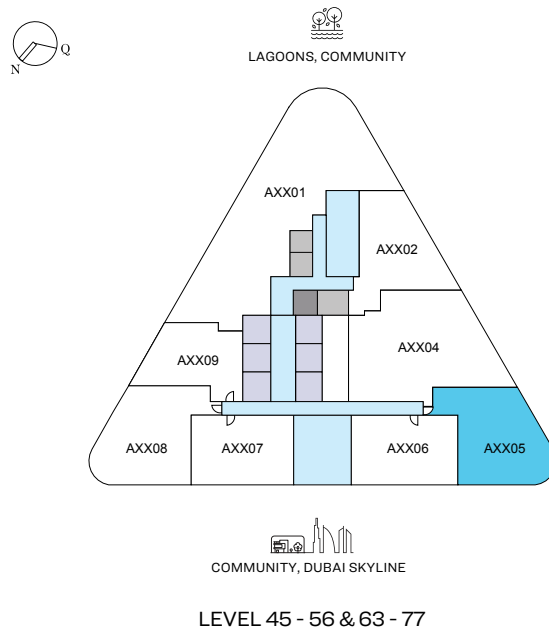 N
Q
LAGOONS, COMMUNITY
AXX01
AXX02
AXX09
AXX04
AXX08
AXX07
AXX06
AXX05
COMMUNITY, DUBAI SKYLINE
LEVEL 45 - 56 & 63 - 77